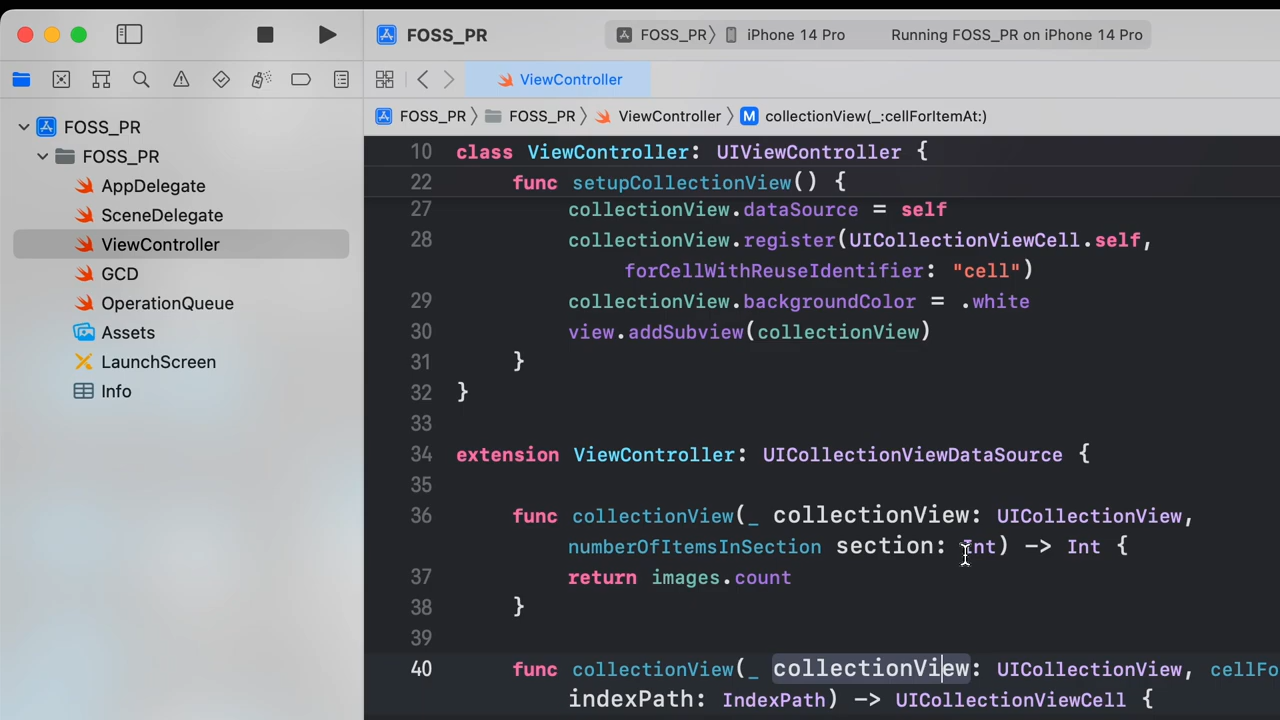 FOSS_PR
FOSS_PR iPhone 14 Pro Running FOSS_PR on iPhone 14 Pro
ViewController
FOSS_PR FOSS_PR ViewController M collectionView(_:cellForItemAt:)
FOSS_PR
FOSS_PR
AppDelegate
SceneDelegate
ViewController
GCD
OperationQueue
Assets
LaunchScreen
Info
10 class ViewController: UIViewController {
22 func setupCollectionView() {
27 collectionView.dataSource = self
28 collectionView.register(UICollectionViewCell.self,
forCellWithReuseIdentifier: "cell")
29 collectionView.backgroundColor = .white
30 view.addSubview(collectionView)
31 }
32 }
33
34 extension ViewController: UICollectionViewDataSource {
35
36 func collectionView(_ collectionView: UICollectionView,
numberOfItemsInSection section: Int) -> Int {
37 return images.count
38 }
39
40 func collectionView(_ collectionView: UICollectionView, cellFo
indexPath: IndexPath) -> UICollectionViewCell {